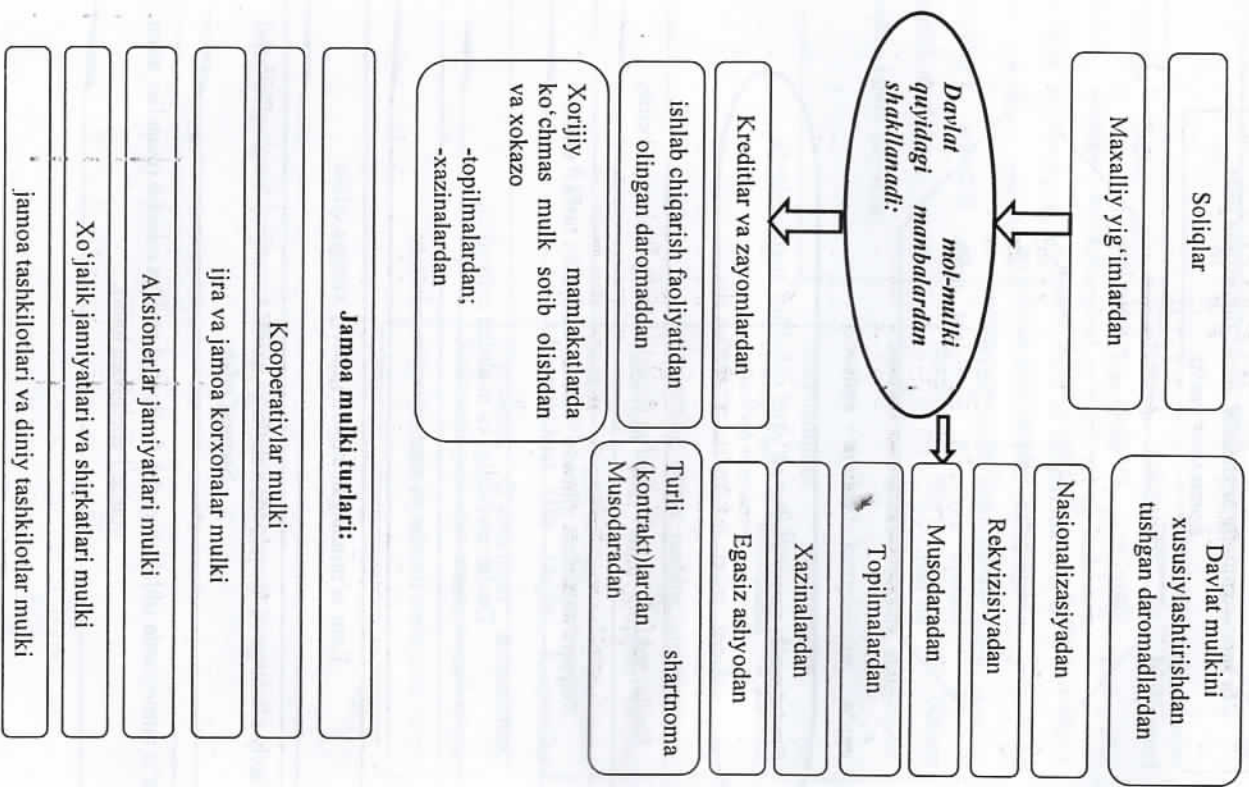 Soliqlar
Maxalliy yig‘imlardan
Davlat mol-mulki
quyidagi manbalardan
shakllanadi:
Kreditlar va zayomlardan
ishlab chiqarish faoliyatidan
olingan daromaddan
Xorijiy mamlakatlarda
ko‘chmas mulk sotib olishdan
va xokazo
-topilmalardan;
-xazinalardan
Davlat mulkini
xususiylashtirishdan
tushgan daromadlardan
Nasionalizasiyadan
Rekvizisiyadan
Musodaradan
Topilmalardan
Xazinalardan
Egasiz ashyodan
Turli shartnoma
(kontrakt)lardan
Musodaradan
Jamoa mulki turlari:
Kooperativlar mulki
ijra va jamoa korxonalar mulki
Aksionerlar jamiyatlari mulki
Xo‘jalik jamiyatlari va shirkatlari mulki
jamoa tashkilotlari va diniy tashkilotlar mulki